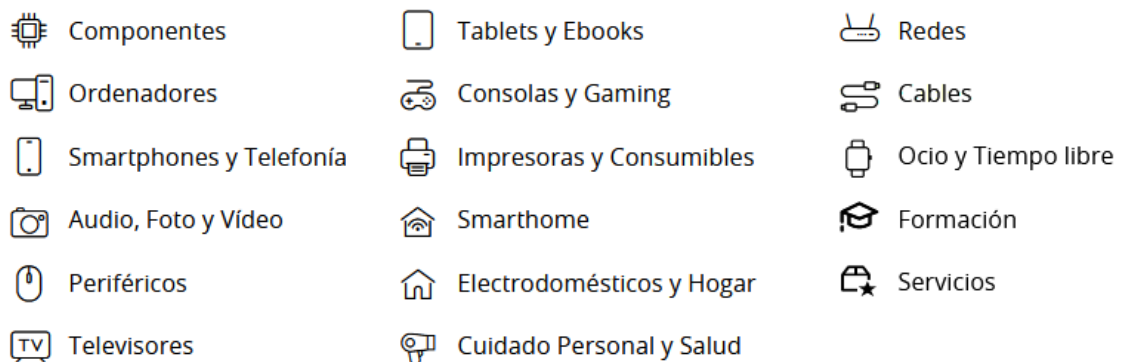 Componentes
Ordenadores
Smartphones y Telefonía
Audio, Foto y Vídeo
Periféricos
TV Televisores
Tablets y Ebooks
Consolas y Gaming
Impresoras y Consumibles
Smarthome
Electrodomésticos y Hogar
Cuidado Personal y Salud
Redes
Cables
Ocio y Tiempo libre
Formación
Servicios